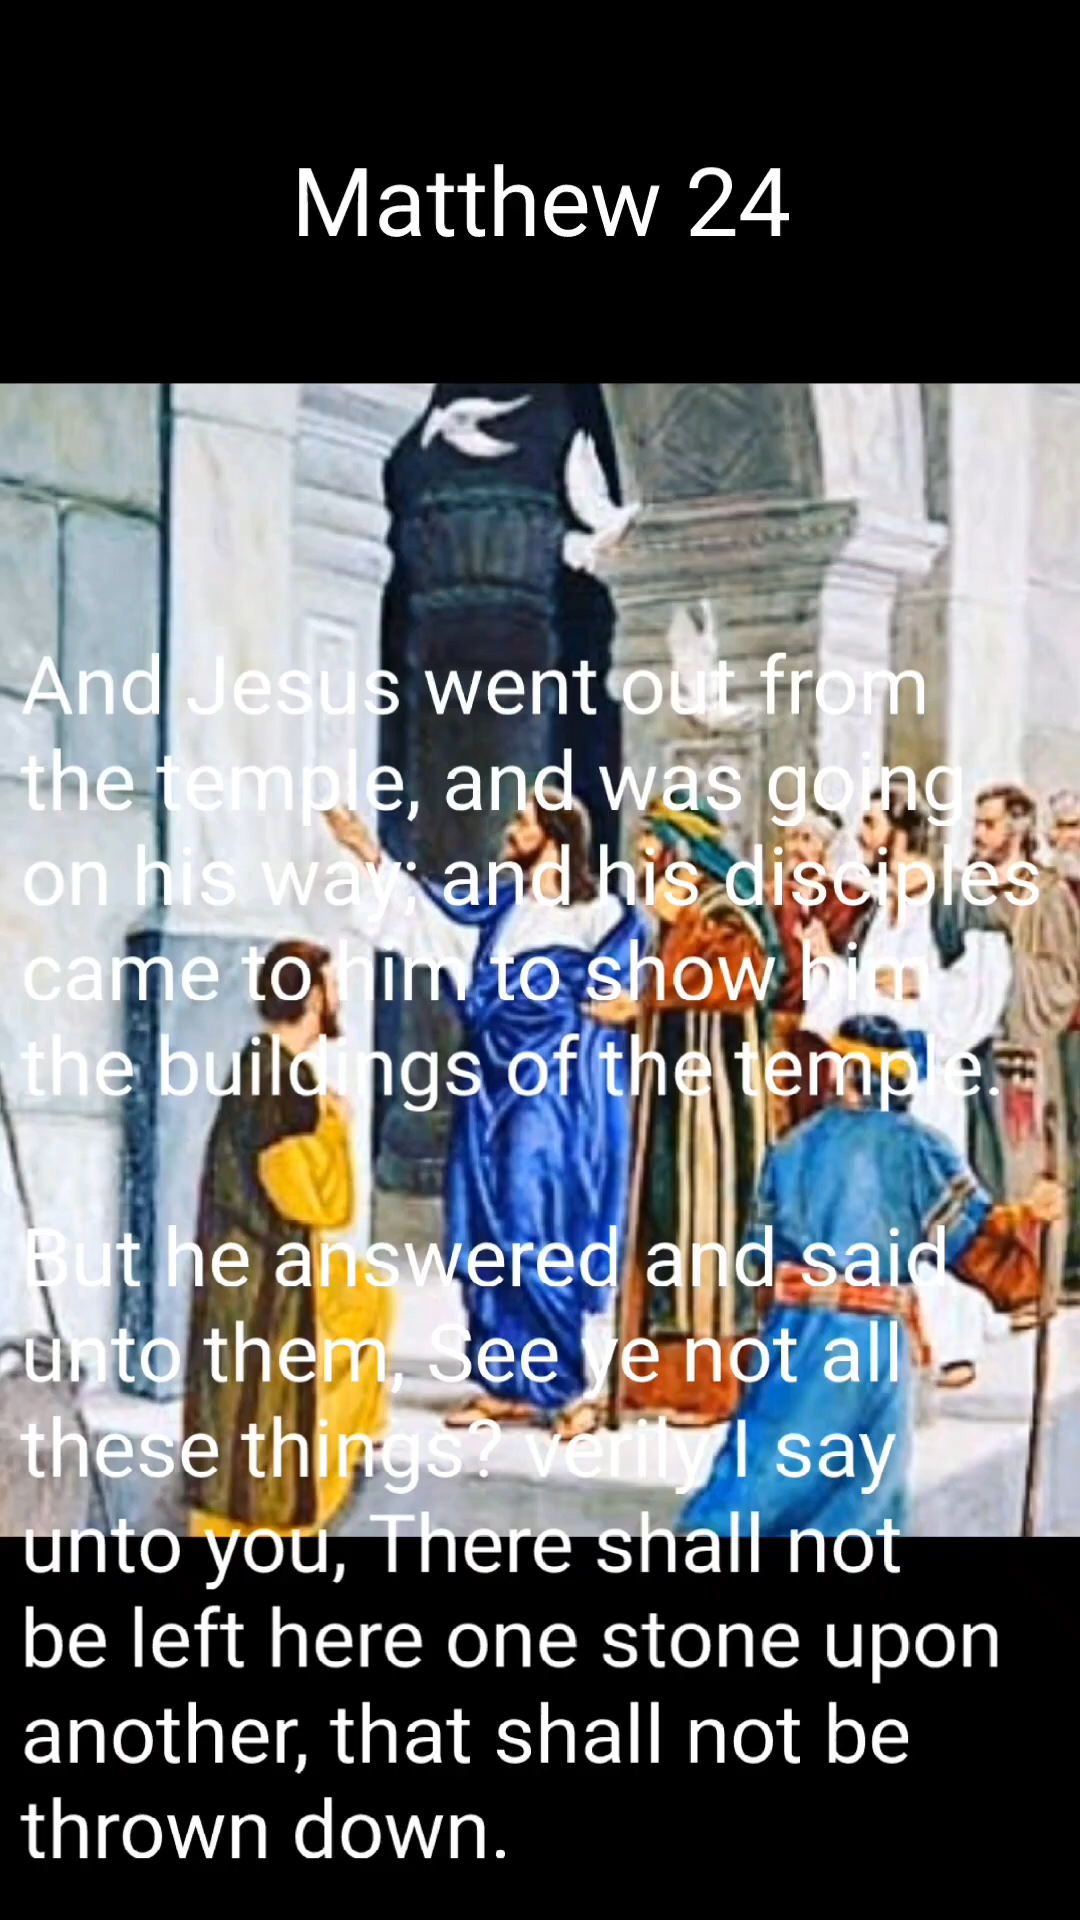 Matthew 24
And Jesus went out from
the temple, and was going
on his way; and his disciples
came to him to show him
the buildings of the temple.
But he answered and said
unto them, See ye not all
these things? verily I say
unto you, There shall not
be left here one stone upon
another, that shall not be
thrown down.